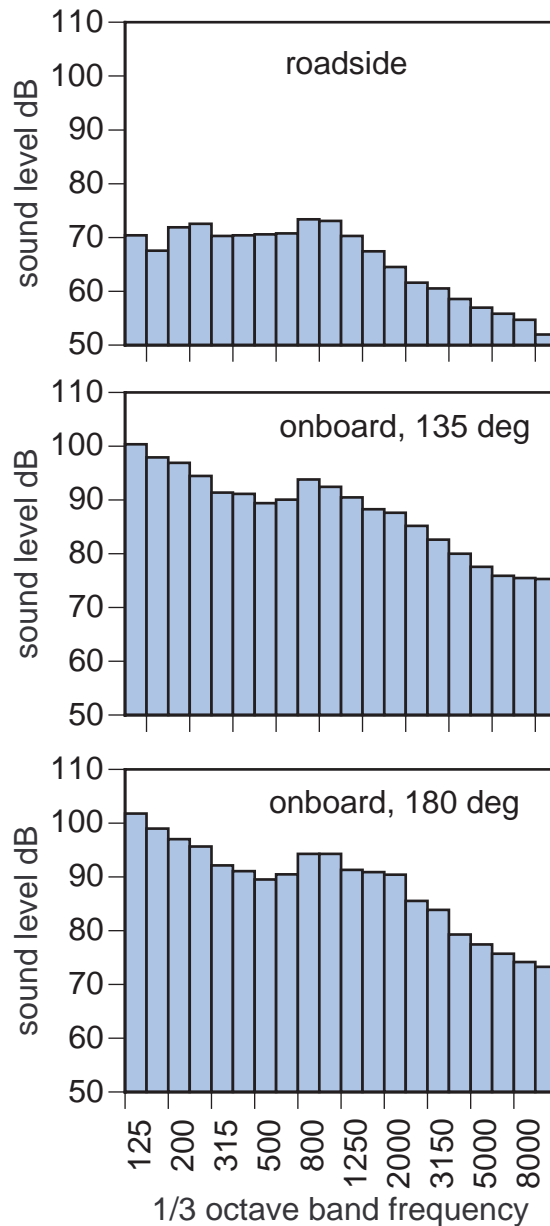 110
roadside
100
90
80
70
60
50
sound level dB
110
onboard, 135 deg
100
90
80
70
60
50
sound level dB
110
onboard, 180 deg
100
90
80
70
60
50
sound level dB
125 200 315 500 800 1250 2000 3150 5000 8000
1/3 octave band frequency